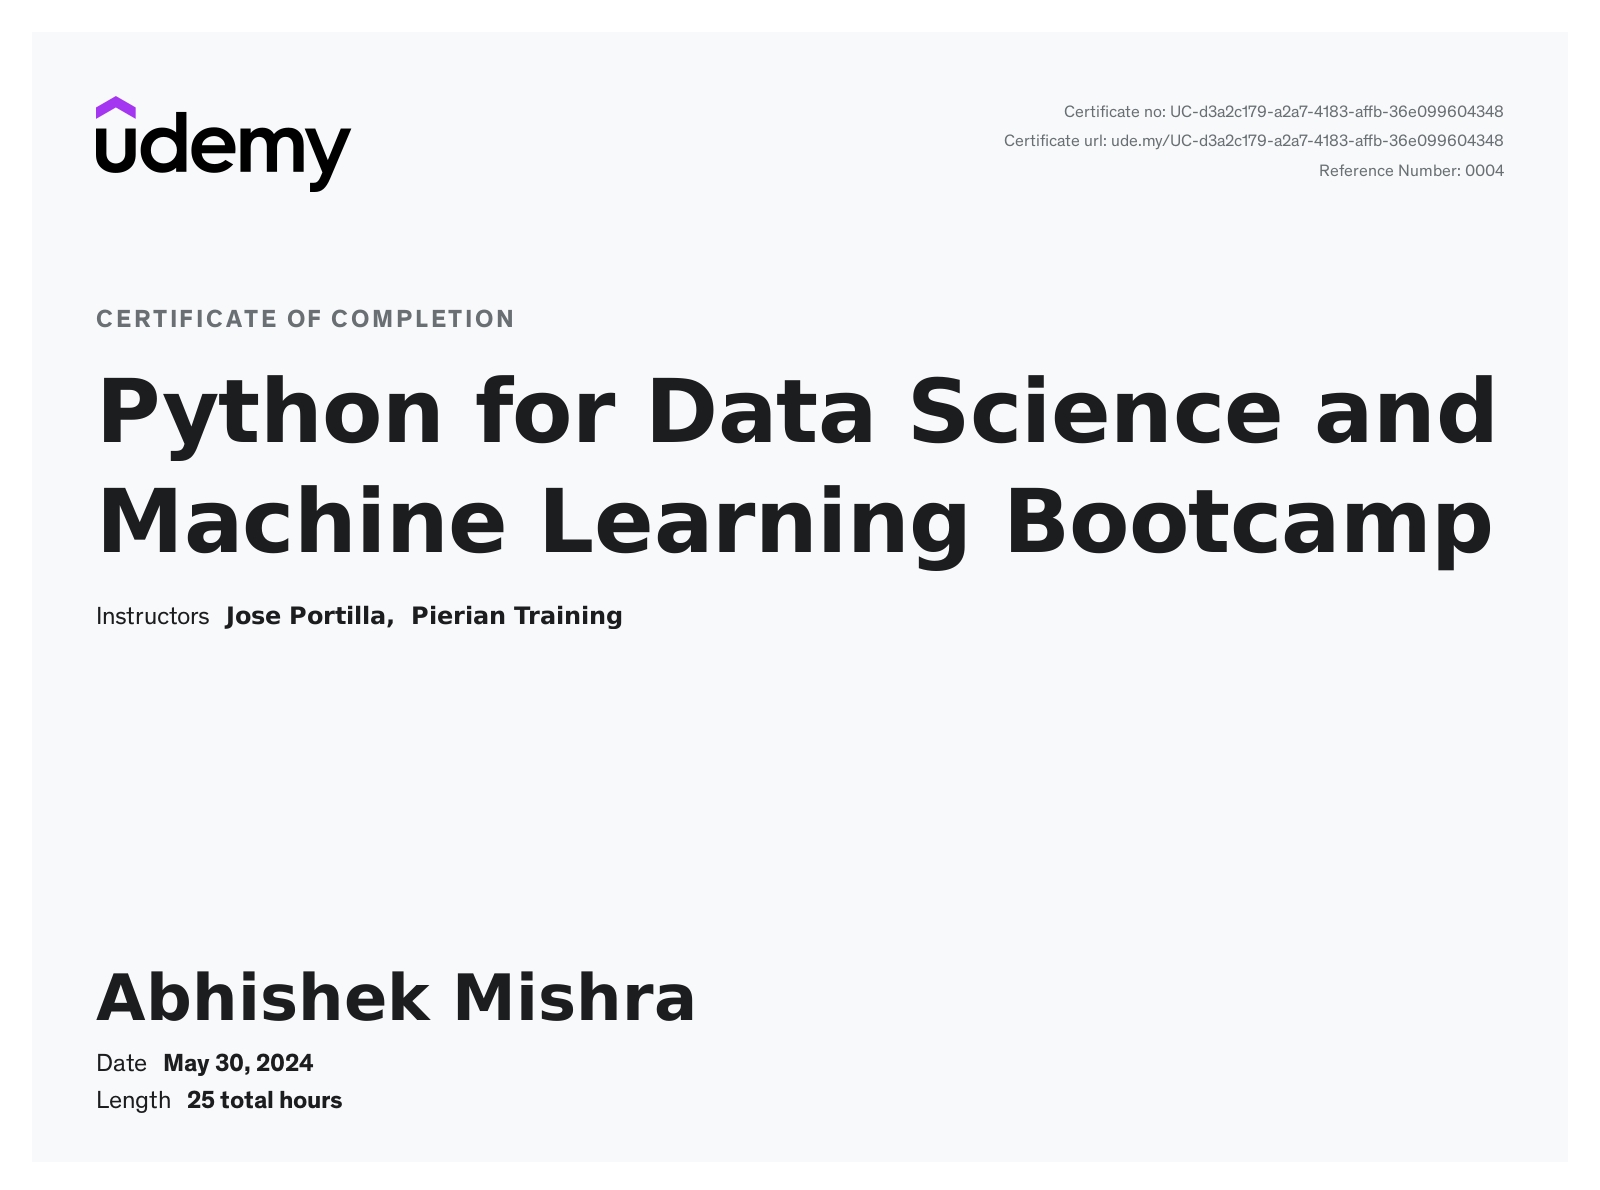 udemy
Certificate no: UC-d3a2c179-a2a7-4183-affb-36e099604348
Certificate url: ude.my/UC-d3a2c179-a2a7-4183-affb-36e099604348
Reference Number: 0004
CERTIFICATE OF COMPLETION
Python for Data Science and
Machine Learning Bootcamp
Instructors Jose Portilla, Pierian Training
Abhishek Mishra
Date May 30, 2024
Length 25 total hours